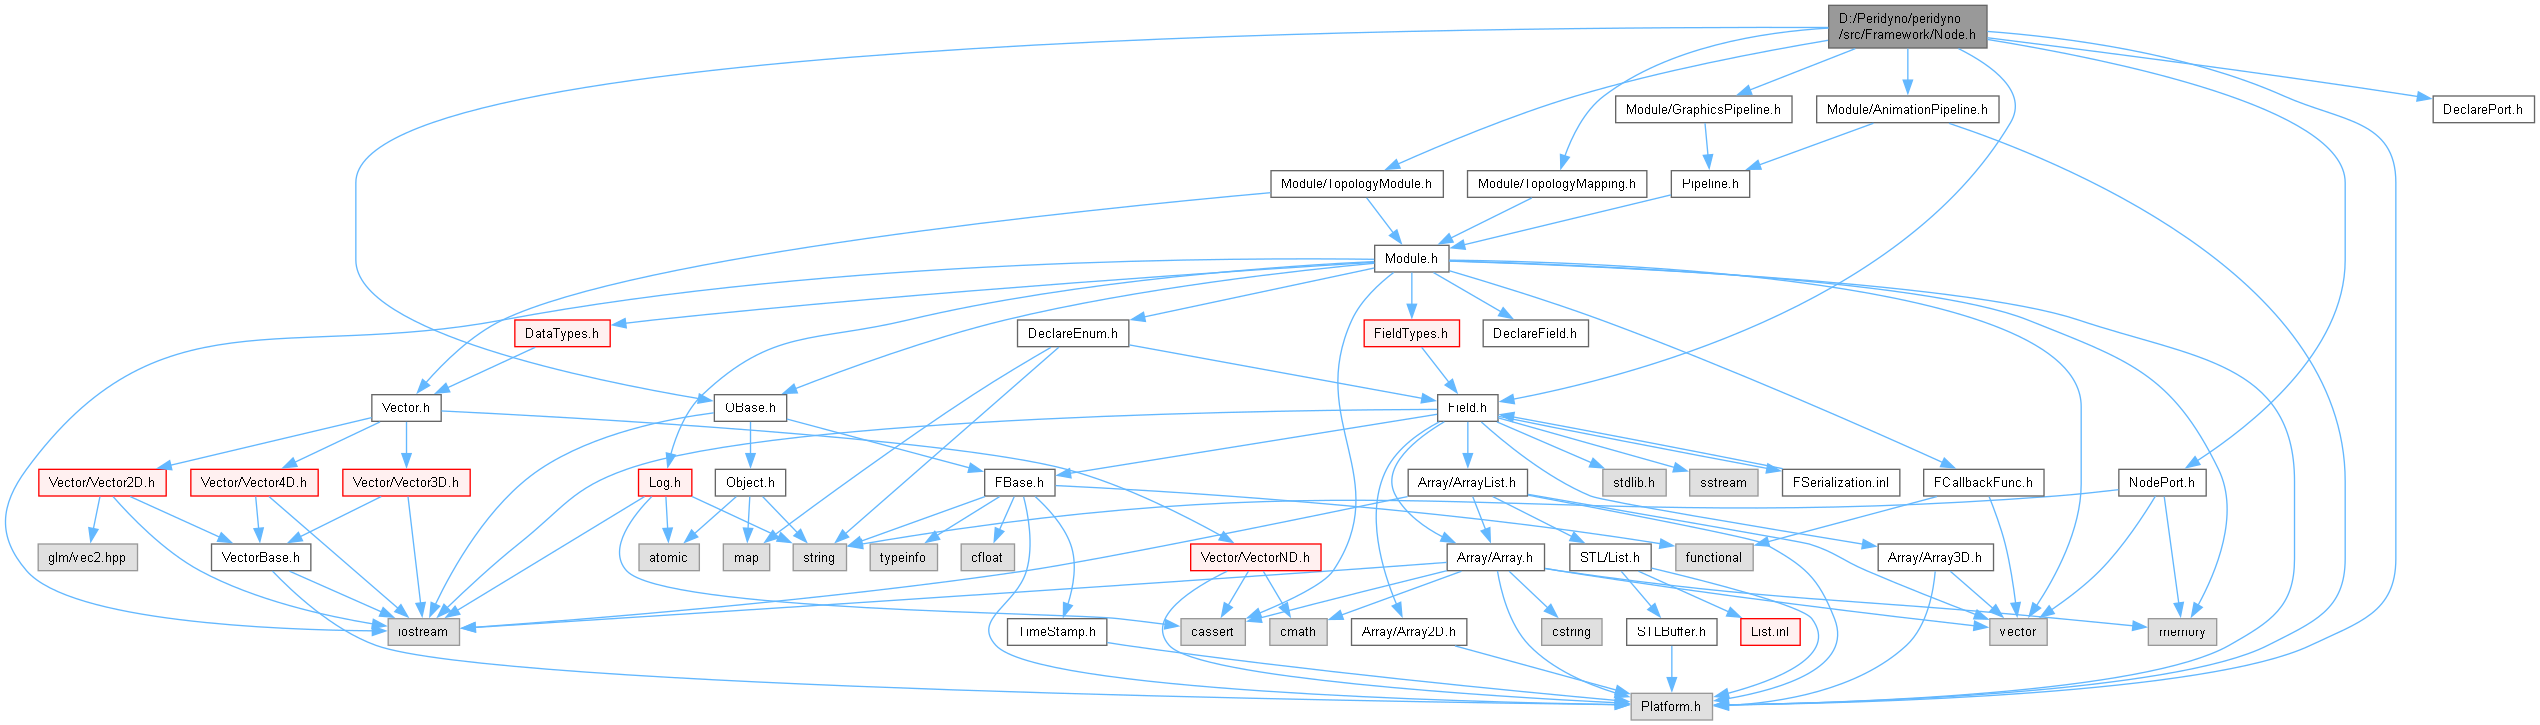 D:/Peridyno/peridyno
/src/Framework/Node.h
Module/GraphicsPipeline.h
Module/AnimationPipeline.h
DeclarePort.h
Module/TopologyModule.h
Module/TopologyMapping.h
Pipeline.h
Module.h
DataTypes.h
DeclareEnum.h
FieldTypes.h
DeclareField.h
Vector.h
OBase.h
Field.h
Vector/Vector2D.h
Vector/Vector4D.h
Vector/Vector3D.h
Log.h
Object.h
FBase.h
Array/ArrayList.h
stdlib.h
sstream
FSerialization.inl
FCallbackFunc.h
NodePort.h
glm/vec2.hpp
VectorBase.h
atomic
map
string
typeinfo
cfloat
Vector/VectorND.h
Array/Array.h
STL/List.h
functional
Array/Array3D.h
iostream
TimeStamp.h
cassert
cmath
Array/Array2D.h
cstring
STLBuffer.h
List.inl
vector
memory
Platform.h